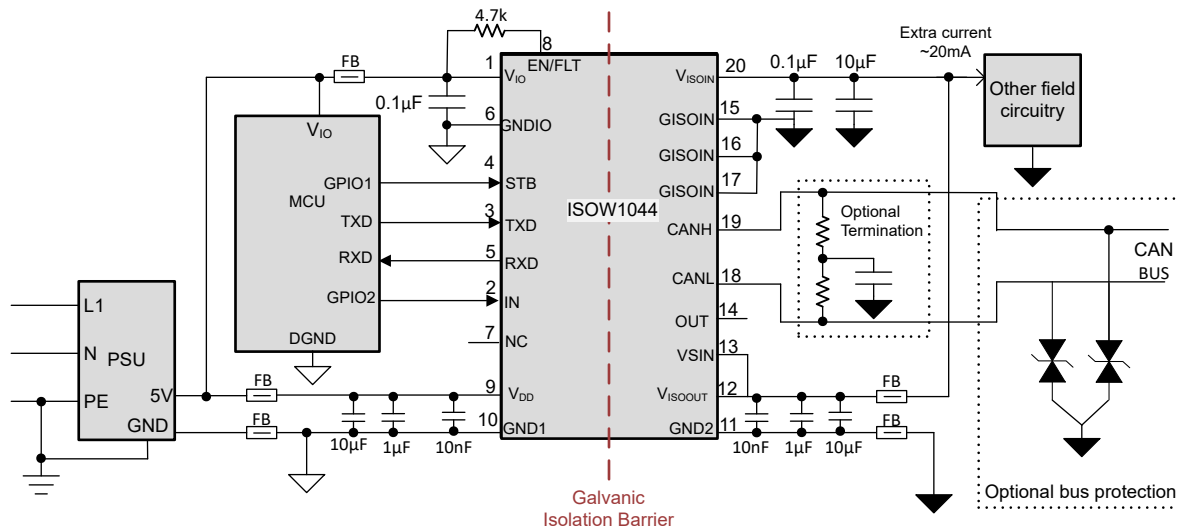 4.7k
8
EN/FLT
FB
1
VIO
0.1µF
6
GNDIO
VIO
MCU
GPIO1
4
STB
TXD
3
TXD
RXD
5
RXD
GPIO2
2
IN
7
NC
DGND
L1
N
PSU
PE
5V
GND
FB
9
VDD
FB
10
GND1
10µF
1µF
10nF
ISOW1044
Galvanic
Isolation Barrier
20
VISOIN
0.1µF
10µF
Extra current
~20mA
Other field
circuitry
15
GISOIN
16
GISOIN
17
GISOIN
19
CANH
Optional
Termination
18
CANL
14
OUT
13
VSIN
12
VISOOUT
FB
11
GND2
FB
10nF
1µF
10µF
CAN
BUS
Optional bus protection